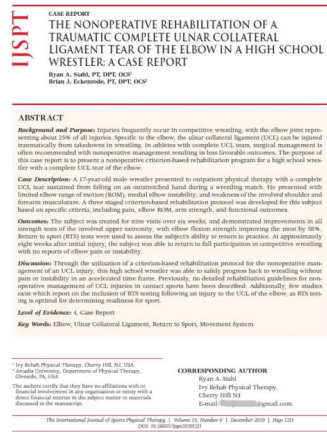 IJSPT
CASE REPORT
THE NONOPERATIVE REHABILITATION OF A
TRAUMATIC COMPLETE ULNAR COLLATERAL
LIGAMENT TEAR OF THE ELBOW IN A HIGH SCHOOL
WRESTLER: A CASE REPORT
Ryan A. Stahl, PT, DPT, OCS¹
Brian J. Eckenrode, PT, DPT, OCS²
ABSTRACT
Background and Purpose: Injuries frequently occur in competitive wrestling, with the elbow joint repre-
senting about 25% of all injuries. Specific to the elbow, the ulnar collateral ligament (UCL) can be injured
traumatically from takedowns in wrestling. In athletes with complete UCL tears, surgical management is
often recommended with nonoperative management resulting in less favorable outcomes. The purpose of
this case report is to present a nonoperative criterion-based rehabilitation program for a high school wres-
tler with a complete UCL tear of the elbow.
Case Description: A 17-year-old male wrestler presented to outpatient physical therapy with a complete
UCL tear sustained from falling on an outstretched hand during a wrestling match. He presented with
limited elbow range of motion (ROM), medial elbow instability, and weakness of the involved shoulder and
forearm musculature. A three staged criterion-based rehabilitation protocol was developed for this subject
based on specific criteria, including pain, elbow ROM, arm strength, and functional outcomes.
Outcomes: The subject was treated for nine visits over six weeks, and demonstrated improvements in all
strength tests of the involved upper extremity, with elbow flexion strength improving the most by 98%.
Return to sport (RTS) tests were used to assess the subject's ability to return to practice. At approximately
eight weeks after initial injury, the subject was able to return to full participation in competitive wrestling
with no reports of elbow pain or instability.
Discussion: Through the utilization of a criterion-based protocol for the nonoperative man-
agement of an UCL injury, this high school wrestler was able to safely progress back to wrestling without
pain or instability in an accelerated time frame. Previously, no detailed rehabilitation guidelines for non-
operative management of UCL injuries in contact sports have been described. Additionally, few studies
exist which report on the inclusion of RTS testing following an injury to the UCL of the elbow, as RTS test-
ing is optimal for determining readiness for sport.
Level of Evidence: 4, Case Report
Key Words: Elbow, Ulnar Collateral Ligament, Return to Sport, Movement System
¹ Ivy Rehab Physical Therapy, Cherry Hill NJ, USA
² Arcadia University, Department of Physical Therapy,
Glenside, PA, USA
The authors certify that they have no affiliations with or
financial involvement in any organization or entity with a
direct financial interest in the subject matter or materials
discussed in the manuscript.
CORRESPONDING AUTHOR
Ryan A. Stahl
Ivy Rehab Physical Therapy,
Cherry Hill NJ
E-mail: @gmail.com
The International Journal of Sports Physical Therapy | Volume 15, Number 6 | December 2020 | Page
DOI: